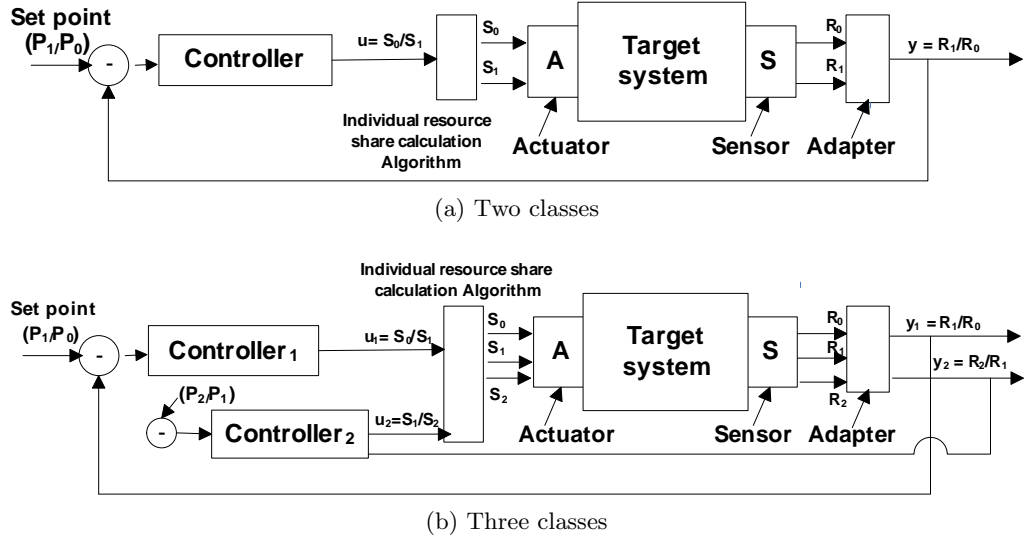 Set point
(P1/P0)
-
Controller
u= S0/S1
S0
S1
A
Target
system
S
R0
R1
y = R1/R0
Individual resource
share calculation
Algorithm
Actuator
Sensor
Adapter
(a) Two classes
Individual resource share
calculation Algorithm
Set point
(P1/P0)
-
Controller1
u1= S0/S1
S0
S1
S2
A
Target
system
S
R0
R1
R2
y1 = R1/R0
y2 = R2/R1
(P2/P1)
-
Controller2
u2=S1/S2
Actuator
Sensor
Adapter
(b) Three classes